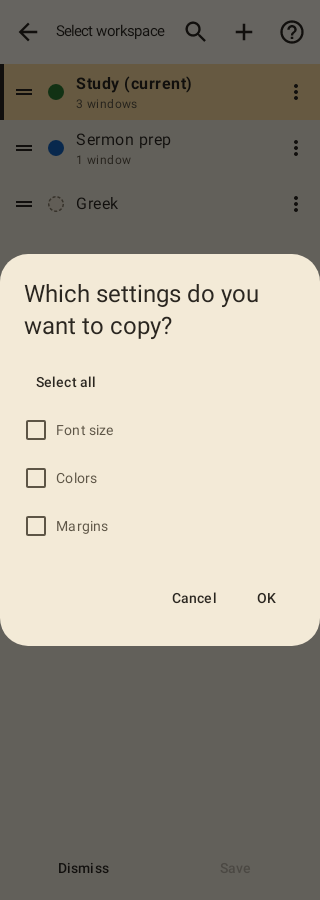 Select workspace
Study (current)
3 windows
Sermon prep
1 window
Greek
Which settings do you
want to copy?
Select all
Font size
Colors
Margins
Cancel OK
Dismiss Save